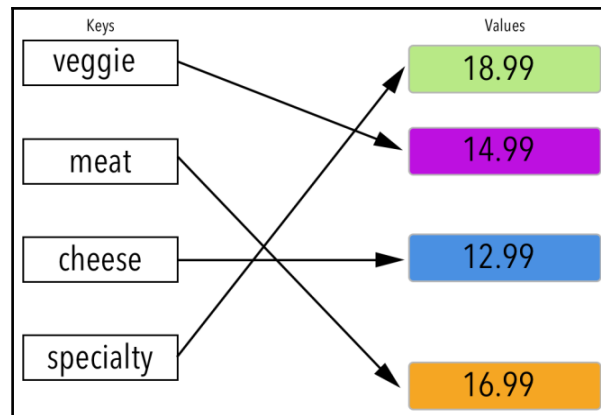 Keys
Values
veggie
18.99
meat
14.99
cheese
12.99
specialty
16.99